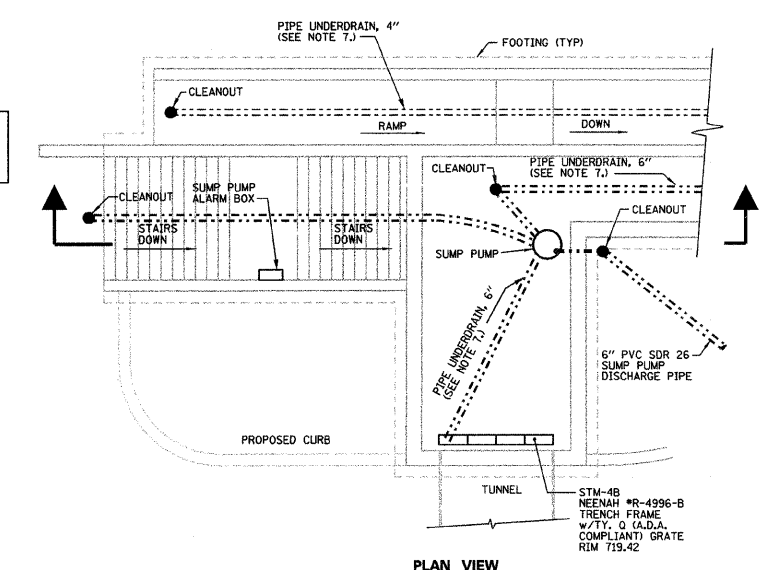 PIPE UNDERDRAIN, 4"
(SEE NOTE 7.)
FOOTING (TYP)
CLEANOUT
RAMP
DOWN
CLEANOUT
PIPE UNDERDRAIN, 6"
(SEE NOTE 7.)
CLEANOUT
SUMP PUMP
ALARM BOX
CLEANOUT
STAIRS
DOWN
STAIRS
DOWN
SUMP PUMP
PIPE UNDERDRAIN, 6"
(SEE NOTE 7.)
6" PVC SDR 26
SUMP PUMP
DISCHARGE PIPE
PROPOSED CURB
TUNNEL
STM-4B
NEENAH #R-4996-B
TRENCH FRAME
w/TY. Q (A.D.A.
COMPLIANT) GRATE
RIM 719.42
PLAN VIEW